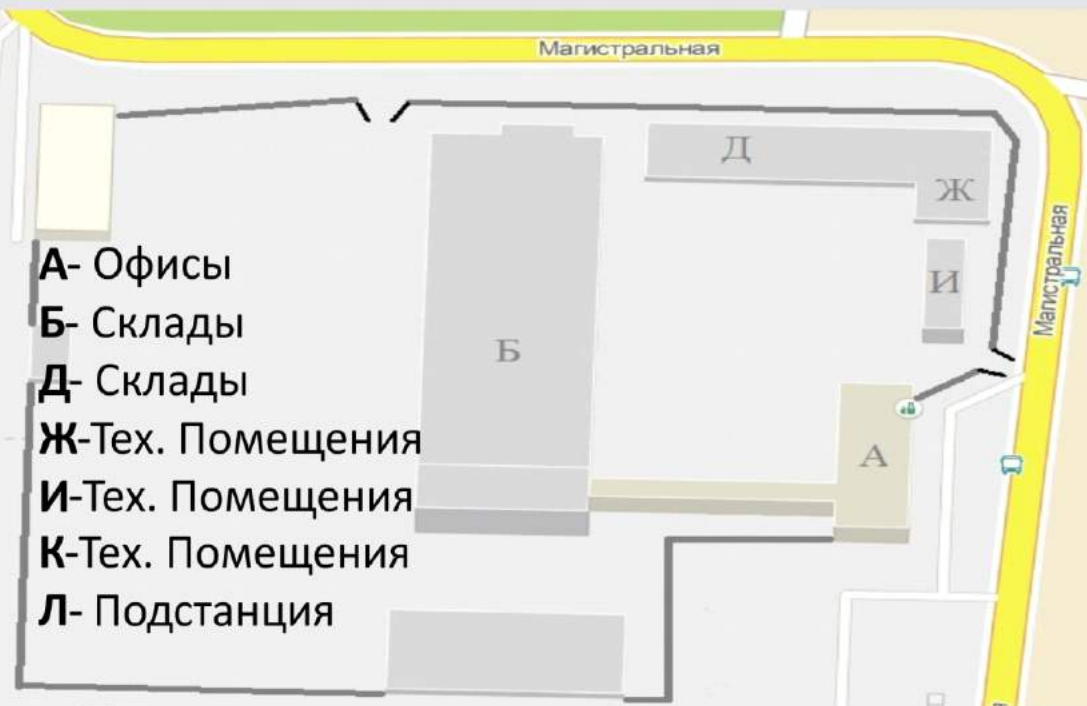 Магистральная
Д
Ж
Магистральная
И
Б
А
А- Офисы
Б- Склады
Д- Склады
Ж-Тех. Помещения
И-Тех. Помещения
К-Тех. Помещения
Л- Подстанция